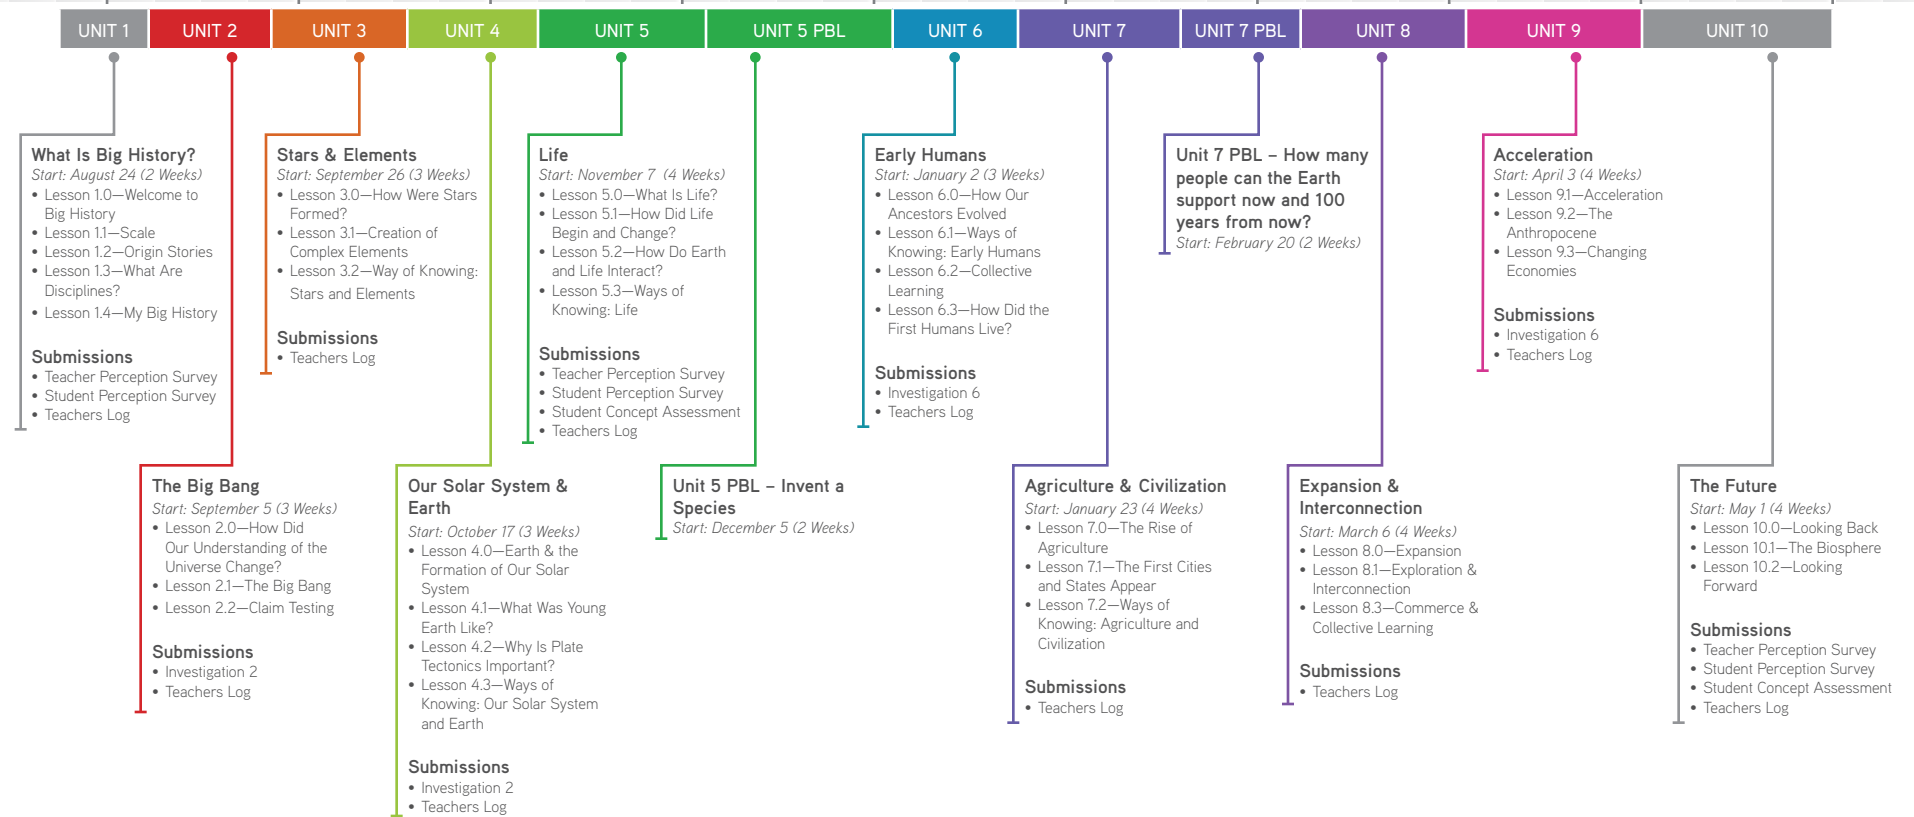 UNIT 1
UNIT 2
UNIT 3
UNIT 4
UNIT 5
UNIT 5 PBL
UNIT 6
UNIT 7
UNIT 7 PBL
UNIT 8
UNIT 9
UNIT 10
What Is Big History?
Start: August 24 (2 Weeks)
• Lesson 1.0—Welcome to
Big History
• Lesson 1.1—Scale
• Lesson 1.2—Origin Stories
• Lesson 1.3—What Are
Disciplines?
• Lesson 1.4—My Big History
Submissions
• Teacher Perception Survey
• Student Perception Survey
• Teachers Log
The Big Bang
Start: September 5 (3 Weeks)
• Lesson 2.0—How Did
Our Understanding of the
Universe Change?
• Lesson 2.1—The Big Bang
• Lesson 2.2—Claim Testing
Submissions
• Investigation 2
• Teachers Log
Stars & Elements
Start: September 26 (3 Weeks)
• Lesson 3.0—How Were Stars
Formed?
• Lesson 3.1—Creation of
Complex Elements
• Lesson 3.2—Way of Knowing:
Stars and Elements
Submissions
• Teachers Log
Our Solar System &
Earth
Start: October 17 (3 Weeks)
• Lesson 4.0—Earth & the
Formation of Our Solar
System
• Lesson 4.1—What Was Young
Earth Like?
• Lesson 4.2—Why Is Plate
Tectonics Important?
• Lesson 4.3—Ways of
Knowing: Our Solar System
and Earth
Submissions
• Investigation 2
• Teachers Log
Life
Start: November 7 (4 Weeks)
• Lesson 5.0—What Is Life?
• Lesson 5.1—How Did Life
Begin and Change?
• Lesson 5.2—How Do Earth
and Life Interact?
• Lesson 5.3—Ways of
Knowing: Life
Submissions
• Teacher Perception Survey
• Student Perception Survey
• Student Concept Assessment
• Teachers Log
Unit 5 PBL – Invent a
Species
Start: December 5 (2 Weeks)
Early Humans
Start: January 2 (3 Weeks)
• Lesson 6.0—How Our
Ancestors Evolved
• Lesson 6.1—Ways of
Knowing: Early Humans
• Lesson 6.2—Collective
Learning
• Lesson 6.3—How Did the
First Humans Live?
Submissions
• Investigation 6
• Teachers Log
Agriculture & Civilization
Start: January 23 (4 Weeks)
• Lesson 7.0—The Rise of
Agriculture
• Lesson 7.1—The First Cities
and States Appear
• Lesson 7.2—Ways of
Knowing: Agriculture and
Civilization
Submissions
• Teachers Log
Unit 7 PBL – How many
people can the Earth
support now and 100
years from now?
Start: February 20 (2 Weeks)
Expansion &
Interconnection
Start: March 6 (4 Weeks)
• Lesson 8.0—Expansion
• Lesson 8.1—Exploration &
Interconnection
• Lesson 8.3—Commerce &
Collective Learning
Submissions
• Teachers Log
Acceleration
Start: April 3 (4 Weeks)
• Lesson 9.1—Acceleration
• Lesson 9.2—The
Anthropocene
• Lesson 9.3—Changing
Economies
Submissions
• Investigation 6
• Teachers Log
The Future
Start: May 1 (4 Weeks)
• Lesson 10.0—Looking Back
• Lesson 10.1—The Biosphere
• Lesson 10.2—Looking
Forward
Submissions
• Teacher Perception Survey
• Student Perception Survey
• Student Concept Assessment
• Teachers Log